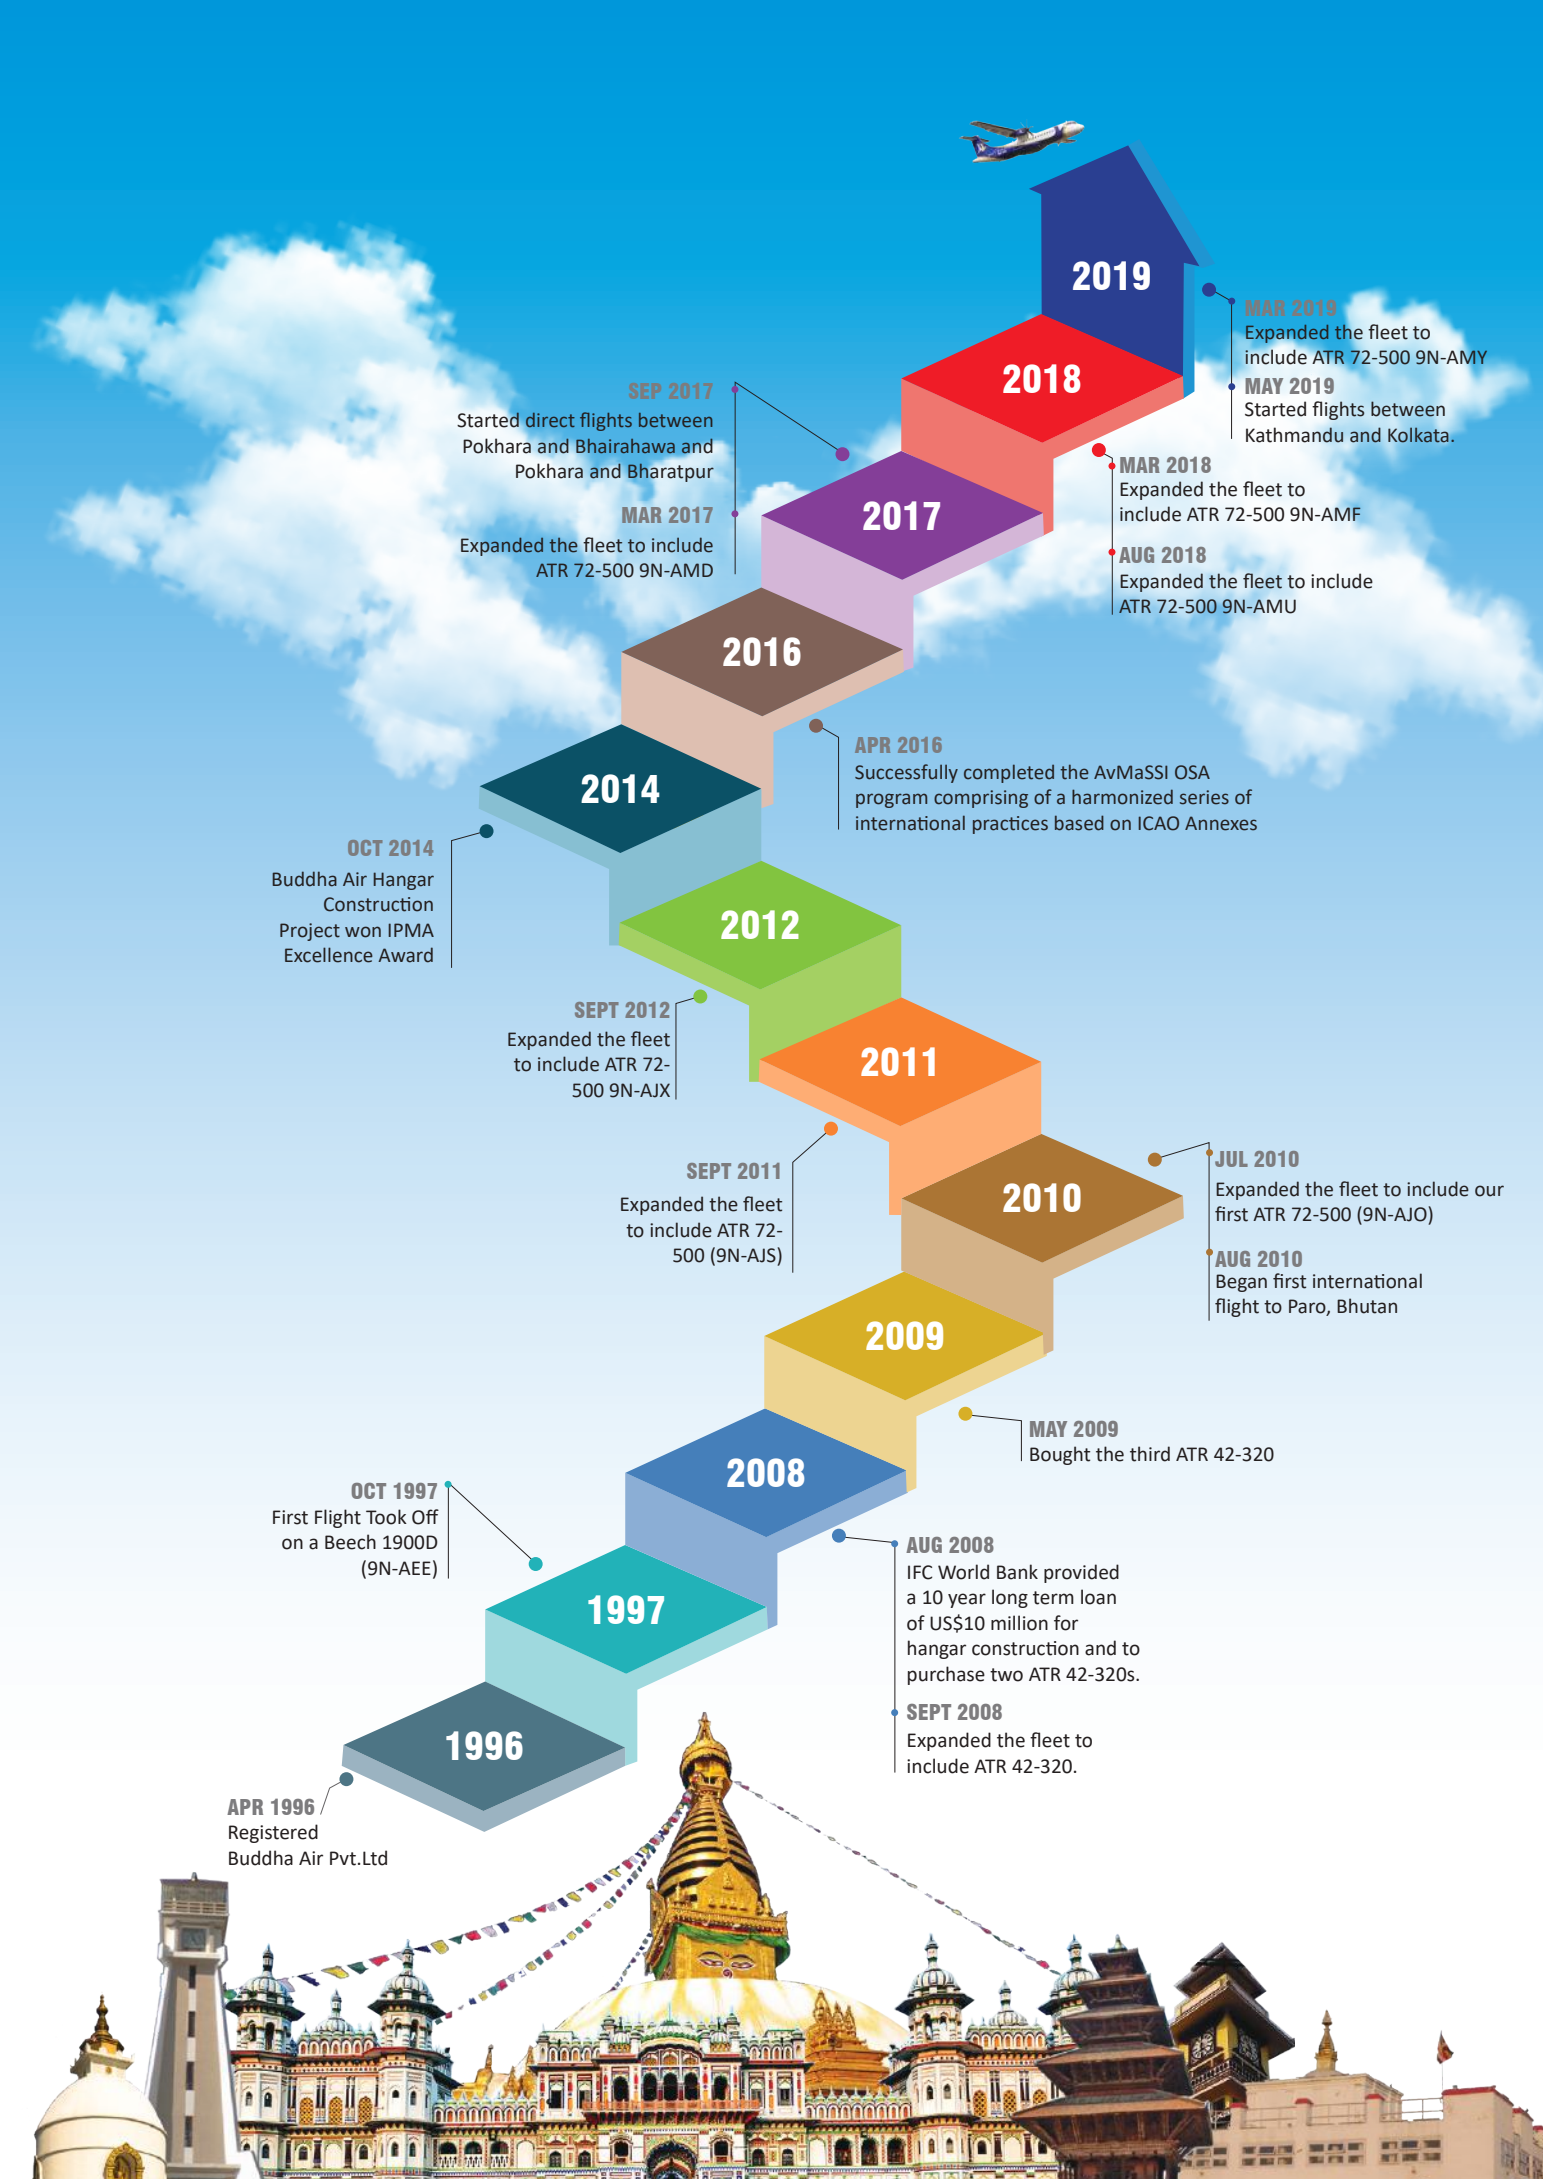 2019
MAR 2019
Expanded the fleet to
include ATR 72-500 9N-AMY
MAY 2019
Started flights between
Kathmandu and Kolkata.
2018
MAR 2018
Expanded the fleet to
include ATR 72-500 9N-AMF
AUG 2018
Expanded the fleet to include
ATR 72-500 9N-AMU
SEP 2017
Started direct flights between
Pokhara and Bhairahawa and
Pokhara and Bharatpur
MAR 2017
Expanded the fleet to include
ATR 72-500 9N-AMD
2017
2016
APR 2016
Successfully completed the AvMaSSI OSA
program comprising of a harmonized series of
international practices based on ICAO Annexes
2014
OCT 2014
Buddha Air Hangar
Construction
Project won IPMA
Excellence Award
2012
SEPT 2012
Expanded the fleet
to include ATR 72-
500 9N-AJX
2011
SEPT 2011
Expanded the fleet
to include ATR 72-
500 (9N-AJS)
2010
JUL 2010
Expanded the fleet to include our
first ATR 72-500 (9N-AJO)
AUG 2010
Began first international
flight to Paro, Bhutan
2009
MAY 2009
Bought the third ATR 42-320
2008
AUG 2008
IFC World Bank provided
a 10 year long term loan
of US$10 million for
hangar construction and to
purchase two ATR 42-320s.
SEPT 2008
Expanded the fleet to
include ATR 42-320.
OCT 1997
First Flight Took Off
on a Beech 1900D
(9N-AEE)
1997
1996
APR 1996
Registered
Buddha Air Pvt.Ltd